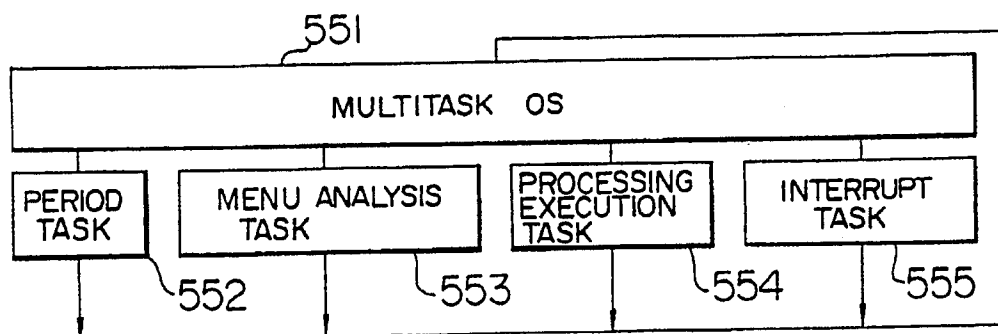 551
MULTITASK OS
PERIOD
TASK
MENU ANALYSIS
TASK
PROCESSING
EXECUTION
TASK
INTERRUPT
TASK
552
553
554
555